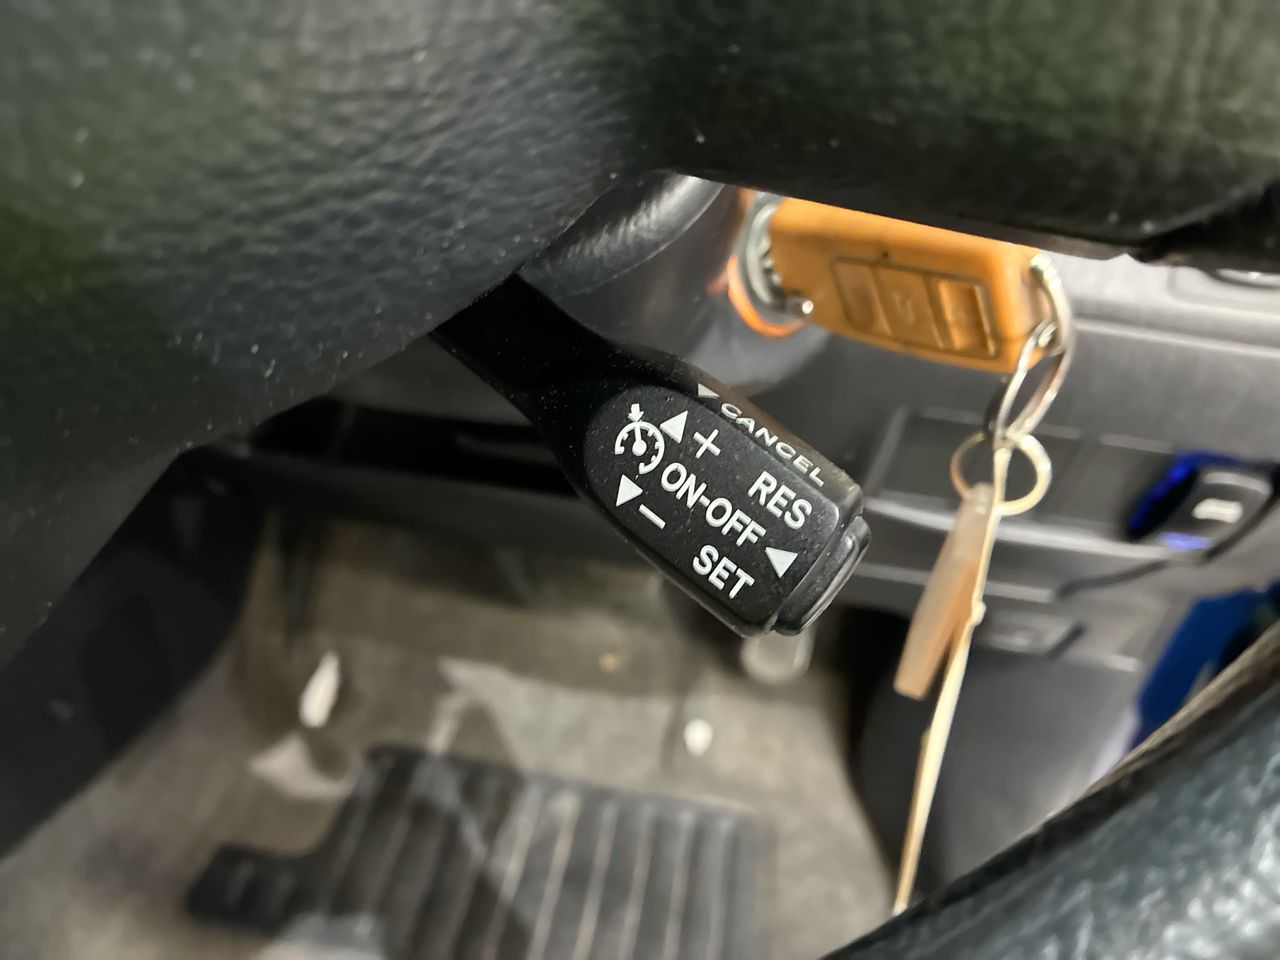 CANCEL
+ RES
ON-OFF
- SET